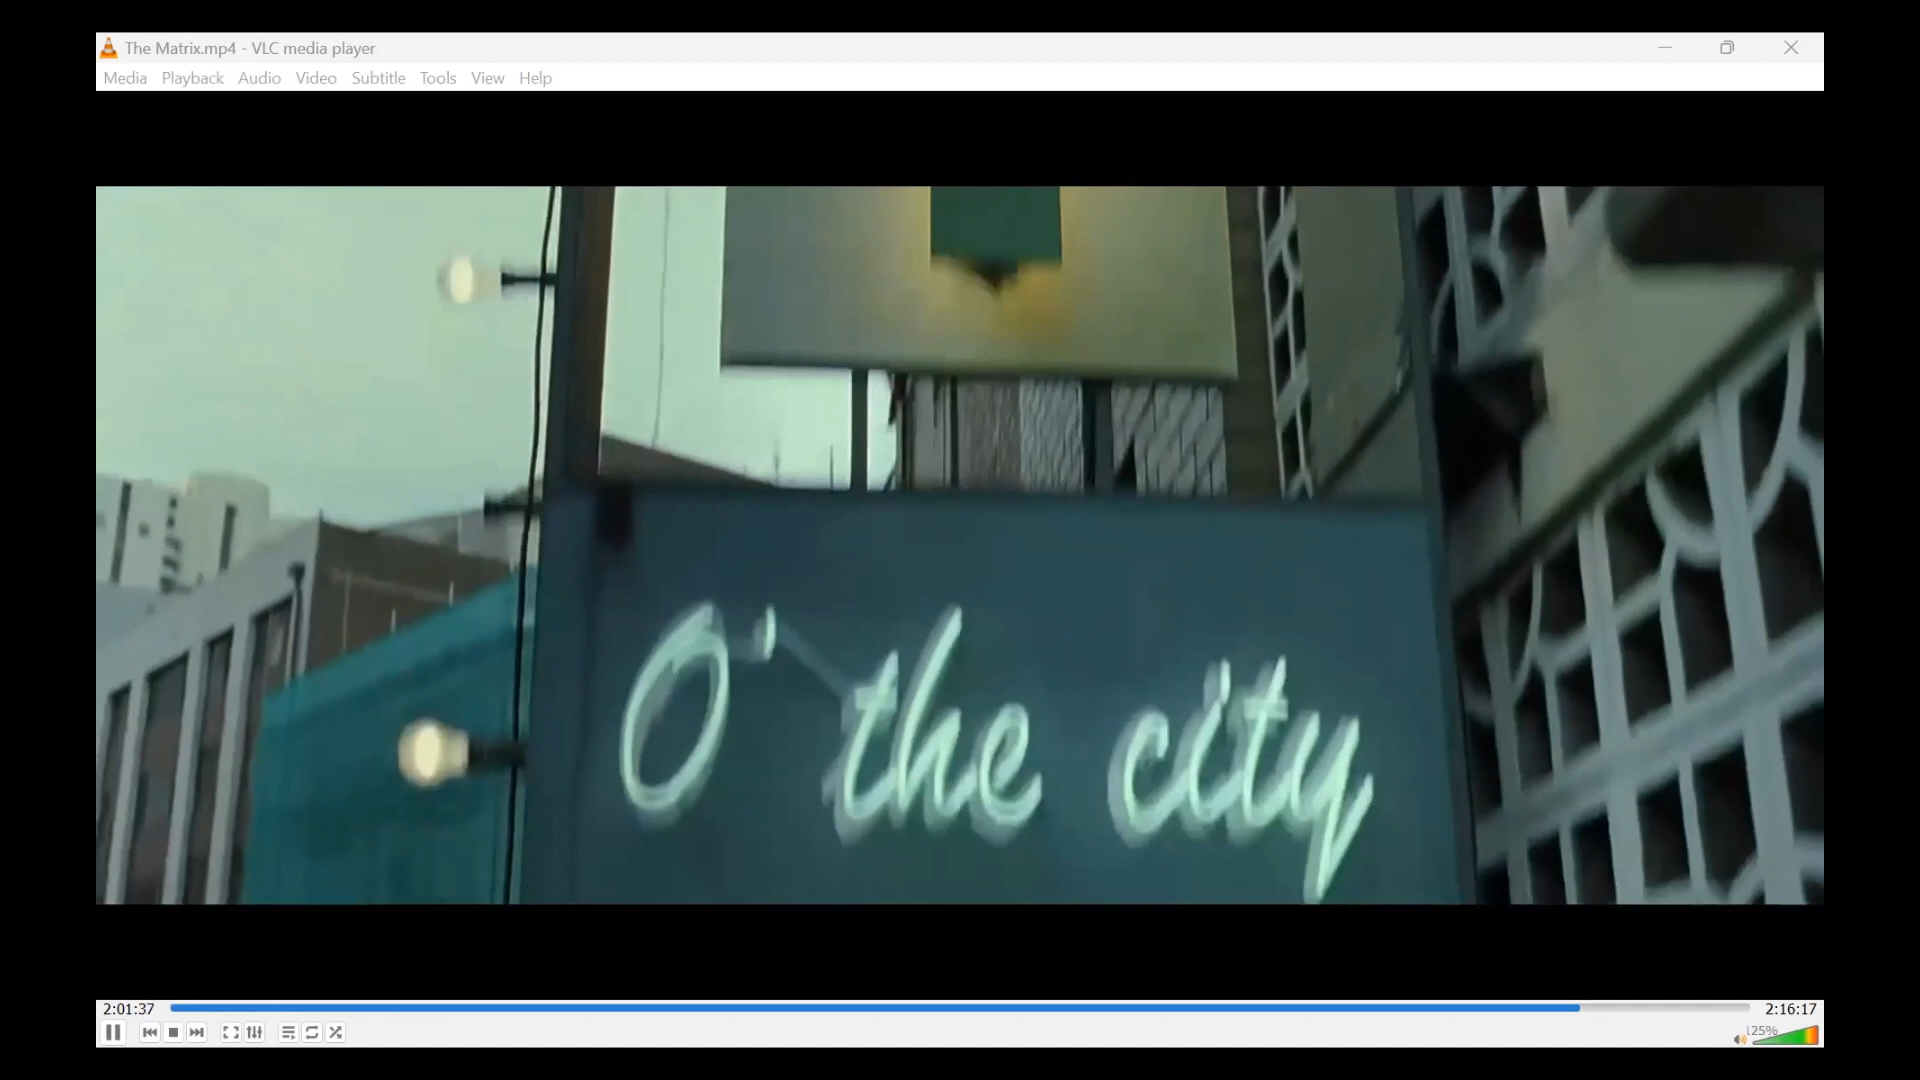 The Matrix.mp4 - VLC media player
Media Playback Audio Video Subtitle Tools View Help
O' the city
2:01:37
2:16:17
125%